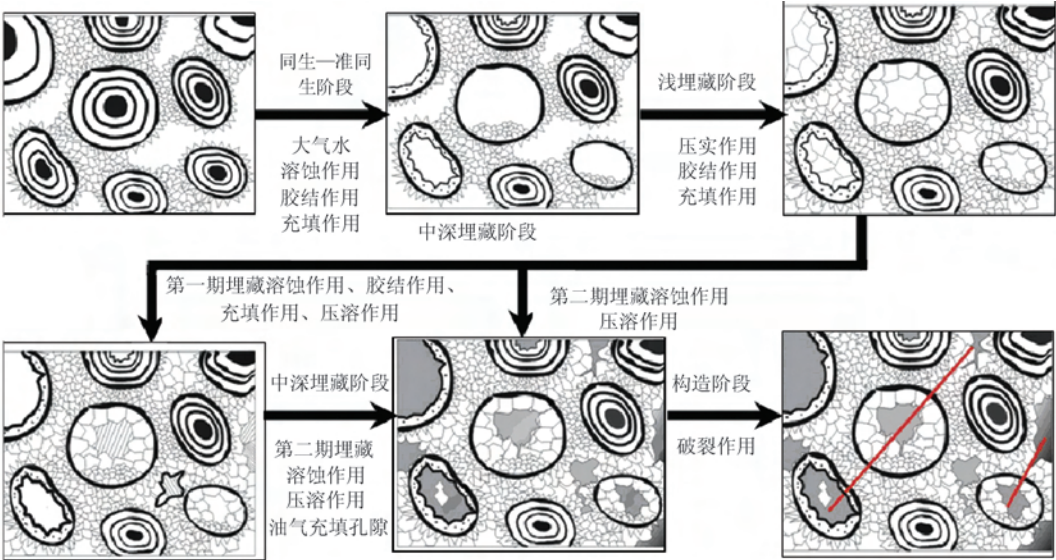 同生—准同
生阶段
大气水
溶蚀作用
胶结作用
充填作用
浅埋藏阶段
压实作用
胶结作用
充填作用
中深埋藏阶段
第一期埋藏溶蚀作用、胶结作用、
充填作用、压溶作用
第二期埋藏溶蚀作用
压溶作用
中深埋藏阶段
第二期埋藏
溶蚀作用
压溶作用
油气充填孔隙
构造阶段
破裂作用